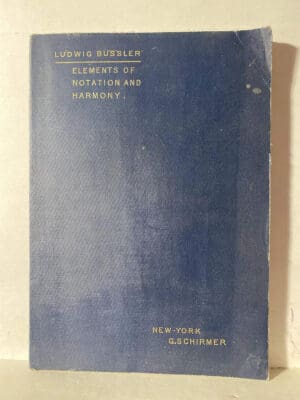 LUDWIG BUSSLER
ELEMENTS OF
NOTATION AND
HARMONY.
NEW-YORK
G.SCHIRMER